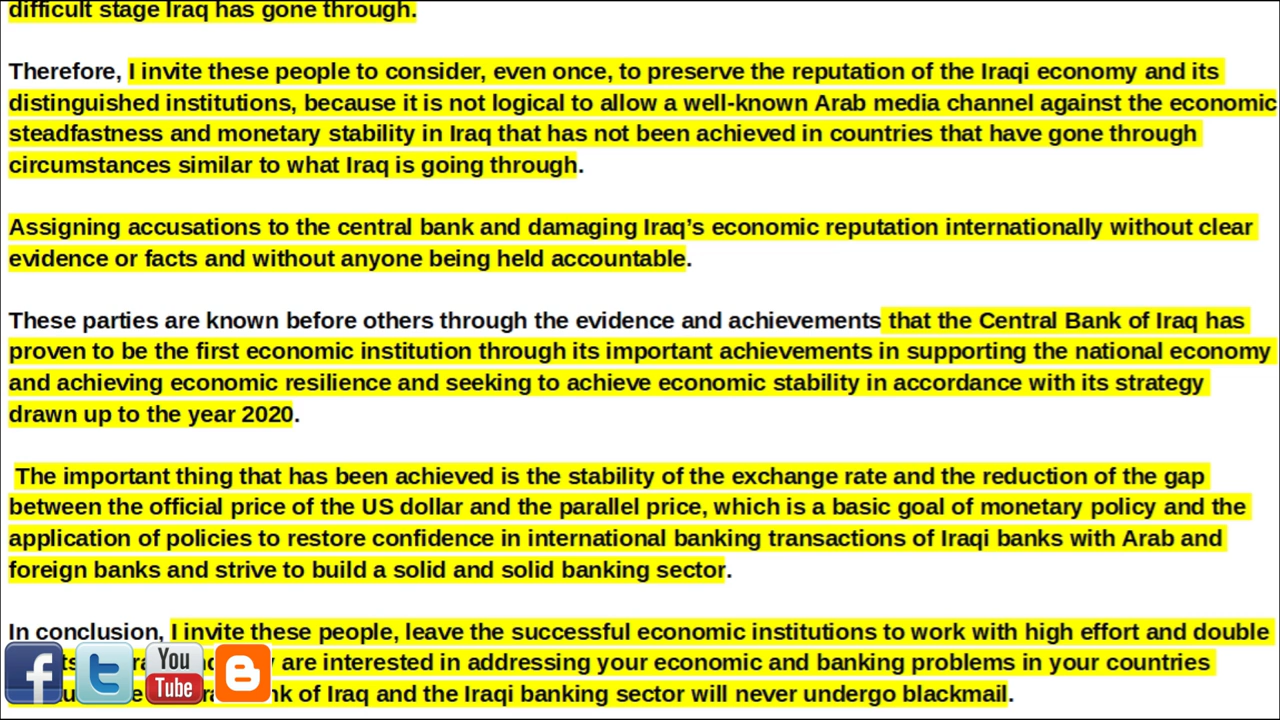 difficult stage Iraq has gone through.
Therefore, I invite these people to consider, even once, to preserve the reputation of the Iraqi economy and its
distinguished institutions, because it is not logical to allow a well-known Arab media channel against the economic
steadfastness and monetary stability in Iraq that has not been achieved in countries that have gone through
circumstances similar to what Iraq is going through.
Assigning accusations to the central bank and damaging Iraq’s economic reputation internationally without clear
evidence or facts and without anyone being held accountable.
These parties are known before others through the evidence and achievements that the Central Bank of Iraq has
proven to be the first economic institution through its important achievements in supporting the national economy
and achieving economic resilience and seeking to achieve economic stability in accordance with its strategy
drawn up to the year 2020.
The important thing that has been achieved is the stability of the exchange rate and the reduction of the gap
between the official price of the US dollar and the parallel price, which is a basic goal of monetary policy and the
application of policies to restore confidence in international banking transactions of Iraqi banks with Arab and
foreign banks and strive to build a solid and solid banking sector.
In conclusion, I invite these people, leave the successful economic institutions to work with high effort and double
are interested in addressing your economic and banking problems in your countries
of Iraq and the Iraqi banking sector will never undergo blackmail.
You
Tube